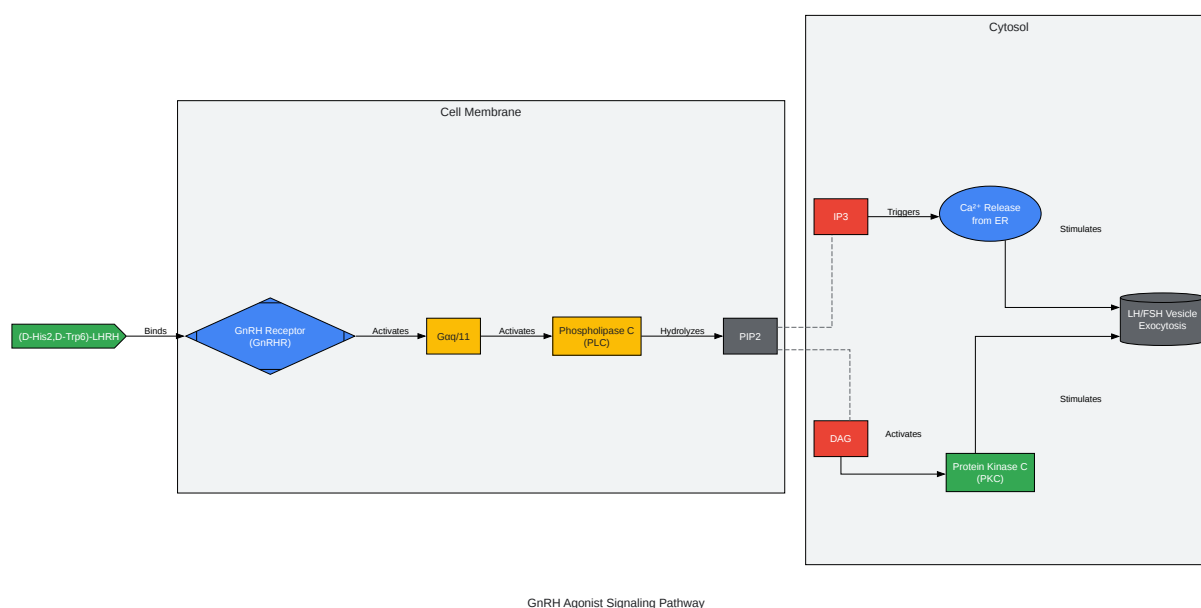 Cytosol
Cell Membrane
IP3
Triggers
Ca²⁺ Release
from ER
Stimulates
(D-His2,D-Trp6)-LHRH
Binds
GnRH Receptor
(GnRHR)
Activates
Gαq/11
Activates
Phospholipase C
(PLC)
Hydrolyzes
PIP2
LH/FSH Vesicle
Exocytosis
Stimulates
DAG
Activates
Protein Kinase C
(PKC)
GnRH Agonist Signaling Pathway